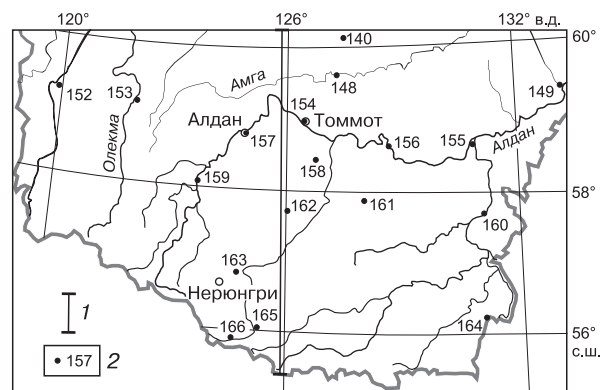 120° 126° 132° в.д.
140 60°
Амга 148
152 153 149
154
Алдан Томмот
157 156 155 Алдан
Олекма
158
159 58°
162 161
160
163
Нерюнгри
1 165 164
166 56°
157 2 с.ш.